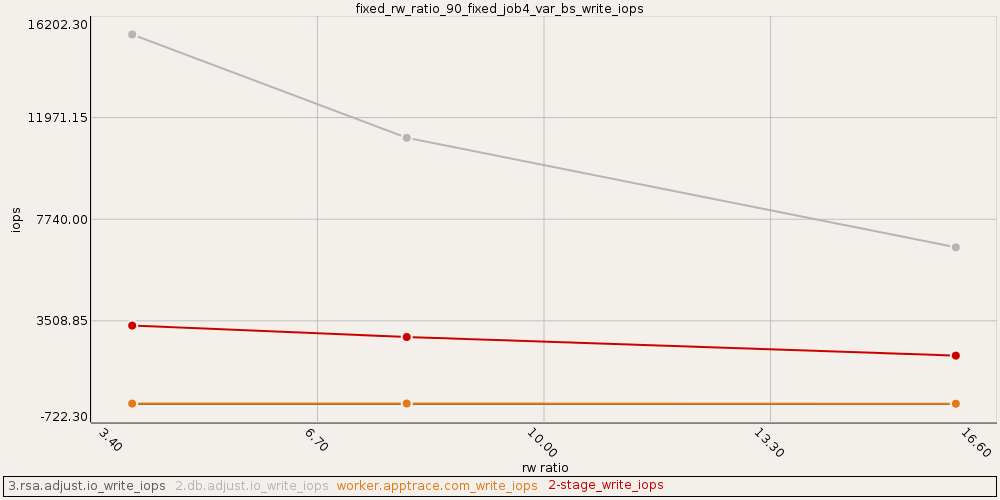 fixed_rw_ratio_90_fixed_job4_var_bs_write_iops
16202.30
11971.15
7740.00
3508.85
-722.30
iops
3.40
6.70
10.00
13.30
16.60
rw ratio
3.rsa.adjust.io_write_iops 2.db.adjust.io_write_iops worker.apptrace.com_write_iops 2-stage_write_iops